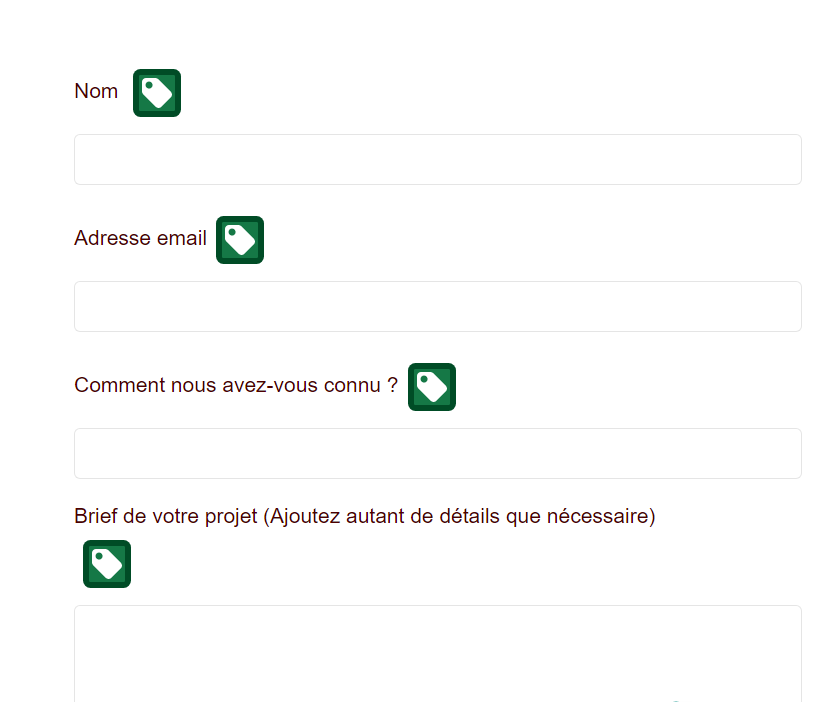 Nom
Adresse email
Comment nous avez-vous connu ?
Brief de votre projet (Ajoutez autant de détails que nécessaire)